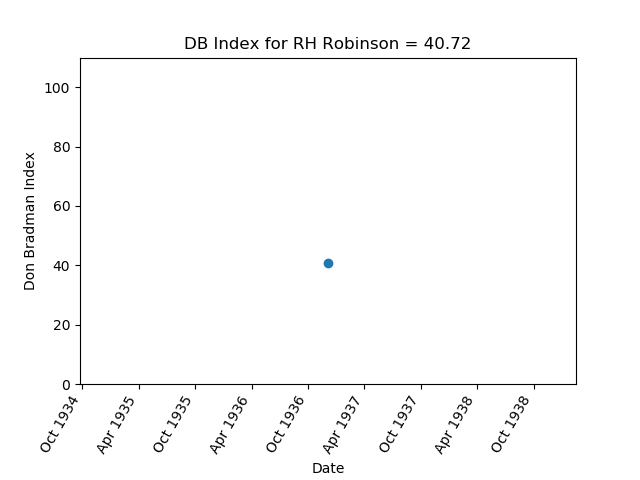 DB Index for RH Robinson = 40.72
Don Bradman Index
100
80
60
40
20
0
Oct 1934
Apr 1935
Oct 1935
Apr 1936
Oct 1936
Apr 1937
Oct 1937
Apr 1938
Oct 1938
Date